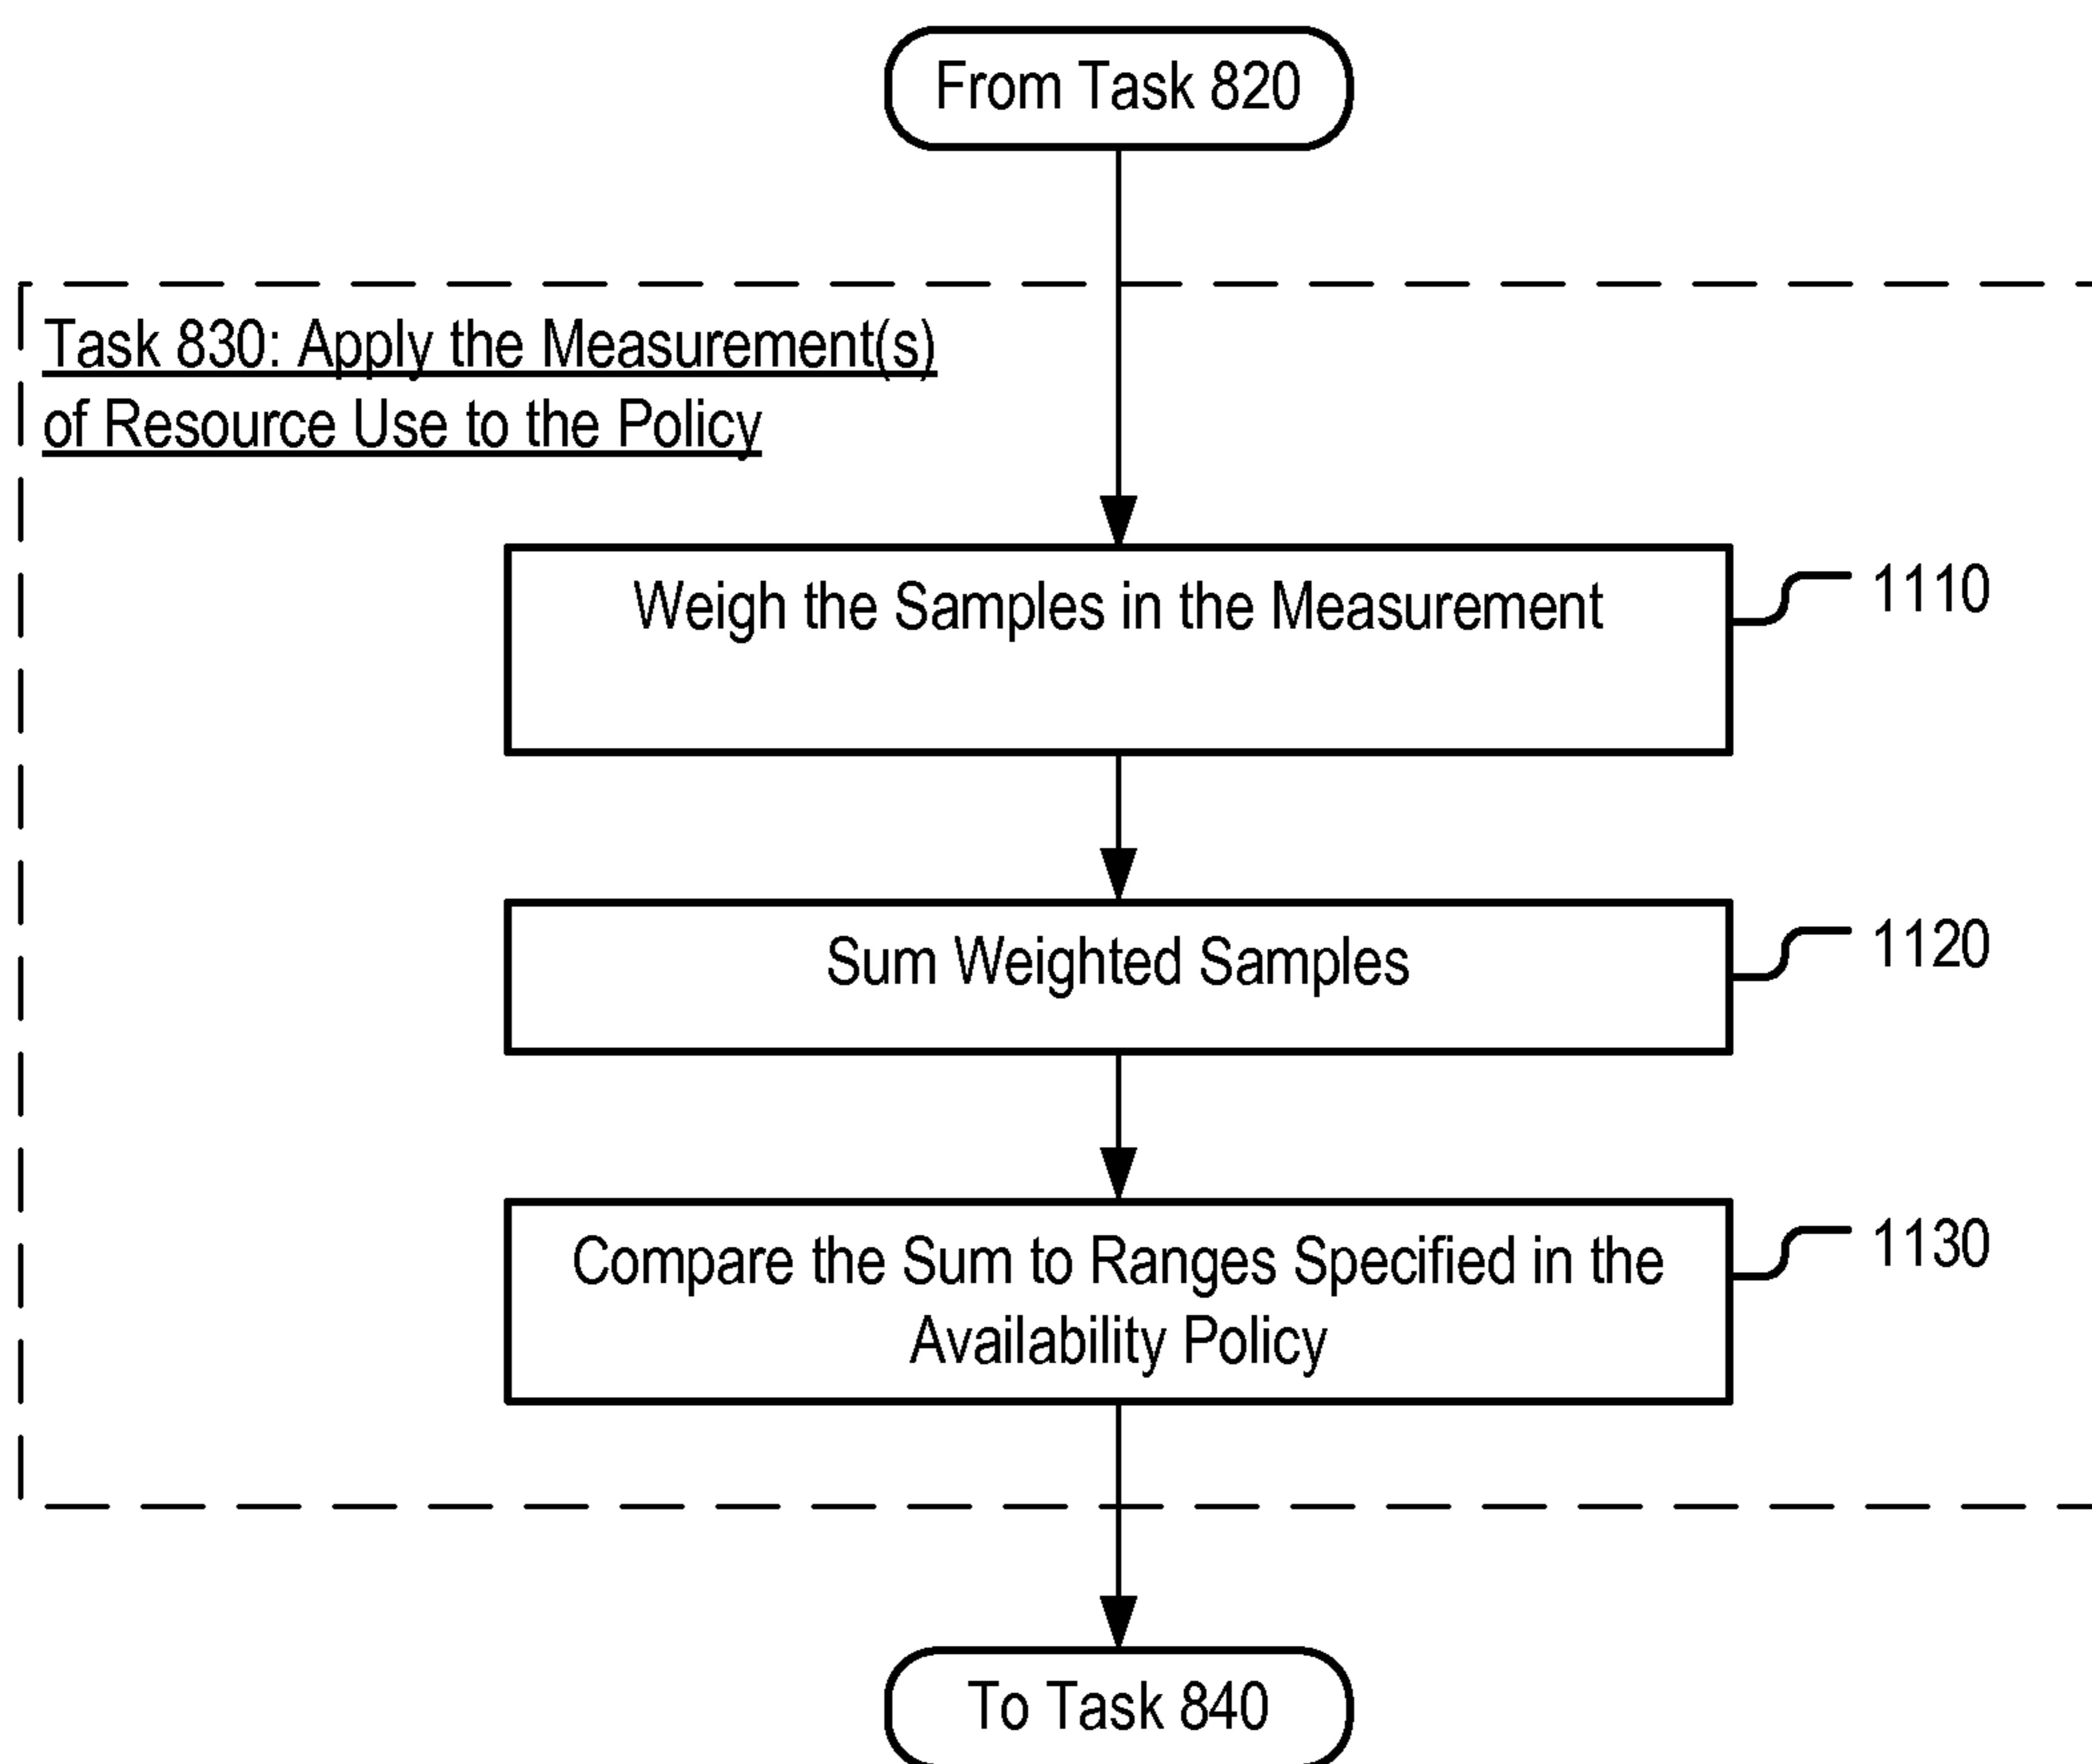 From Task 820
Task 830: Apply the Measurement(s)
of Resource Use to the Policy
Weigh the Samples in the Measurement
1110
Sum Weighted Samples
1120
Compare the Sum to Ranges Specified in the
Availability Policy
1130
To Task 840